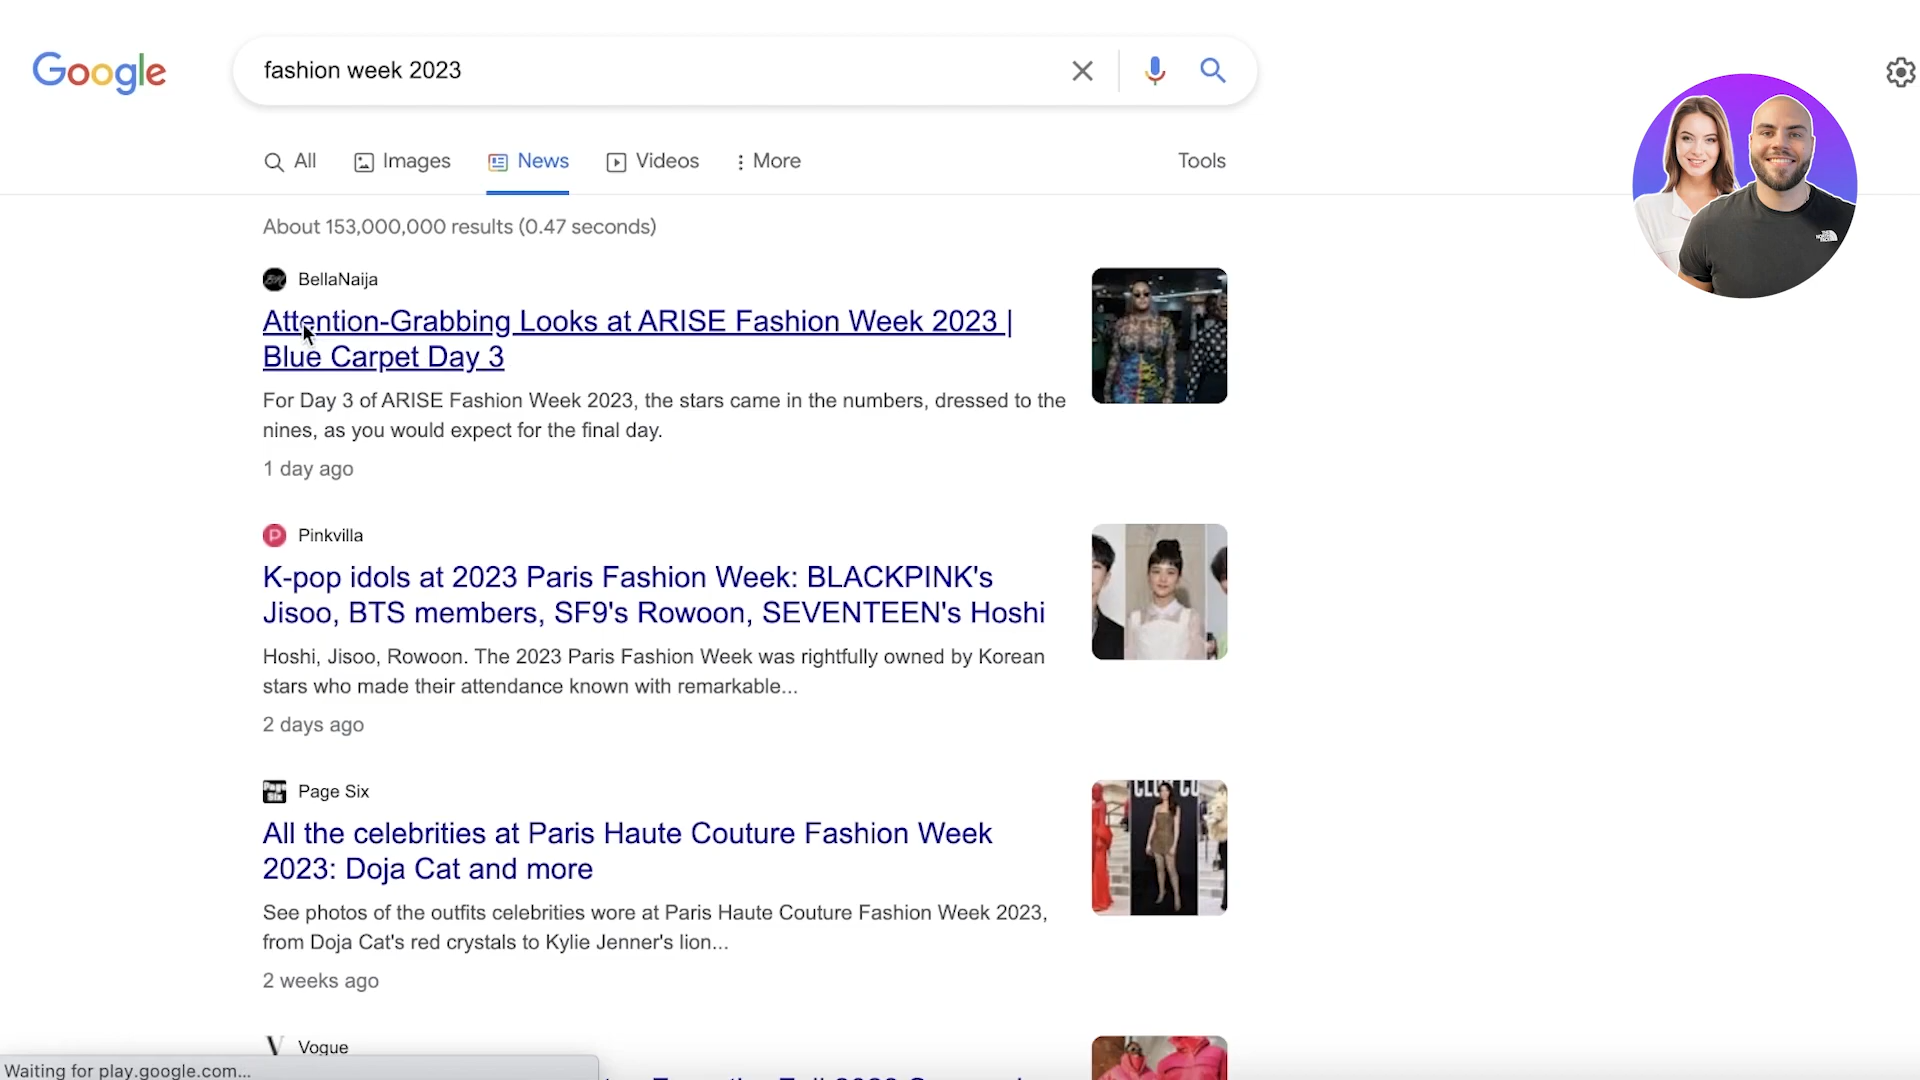 Google
fashion week 2023
All
Images
News
Videos
More
Tools
About 153,000,000 results (0.47 seconds)
BellaNaija
Attention-Grabbing Looks at ARISE Fashion Week 2023 |
Blue Carpet Day 3
For Day 3 of ARISE Fashion Week 2023, the stars came in the numbers, dressed to the
nines, as you would expect for the final day.
1 day ago
Pinkvilla
K-pop idols at 2023 Paris Fashion Week: BLACKPINK's
Jisoo, BTS members, SF9's Rowoon, SEVENTEEN's Hoshi
Hoshi, Jisoo, Rowoon. The 2023 Paris Fashion Week was rightfully owned by Korean
stars who made their attendance known with remarkable...
2 days ago
Page Six
Page Six
All the celebrities at Paris Haute Couture Fashion Week
2023: Doja Cat and more
See photos of the outfits celebrities wore at Paris Haute Couture Fashion Week 2023,
from Doja Cat's red crystals to Kylie Jenner's lion...
2 weeks ago
V
Vogue
Waiting for play.google.com...